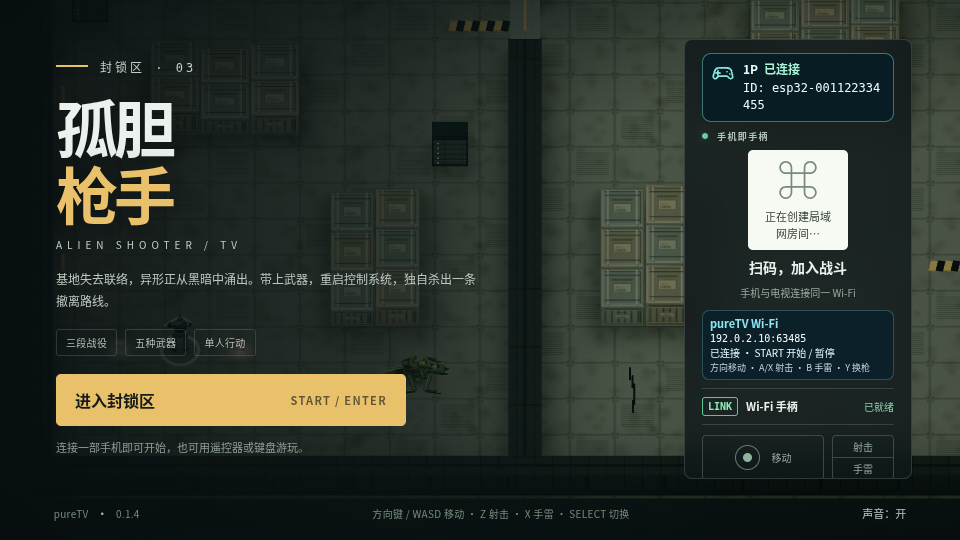 封锁区 · 03
孤胆
枪手
ALIEN SHOOTER / TV
基地失去联络，异形正从黑暗中涌出。带上武器，重启控制系统，独自杀出一条
撤离路线。
三段战役
五种武器
单人行动
进入封锁区
START / ENTER
连接一部手机即可开始，也可用遥控器或键盘游玩。
1P 已连接
ID: esp32-001122334
455
手机即手柄
正在创建局域
网房间…
扫码，加入战斗
手机与电视连接同一 Wi-Fi
pureTV Wi-Fi
192.0.2.10:63485
已连接 · START 开始 / 暂停
方向移动 · A/X 射击 · B 手雷 · Y 换枪
LINK Wi-Fi 手柄 已就绪
移动
射击
手雷
pureTV • 0.1.4
方向键 / WASD 移动 · Z 射击 · X 手雷 · SELECT 切换
声音：开